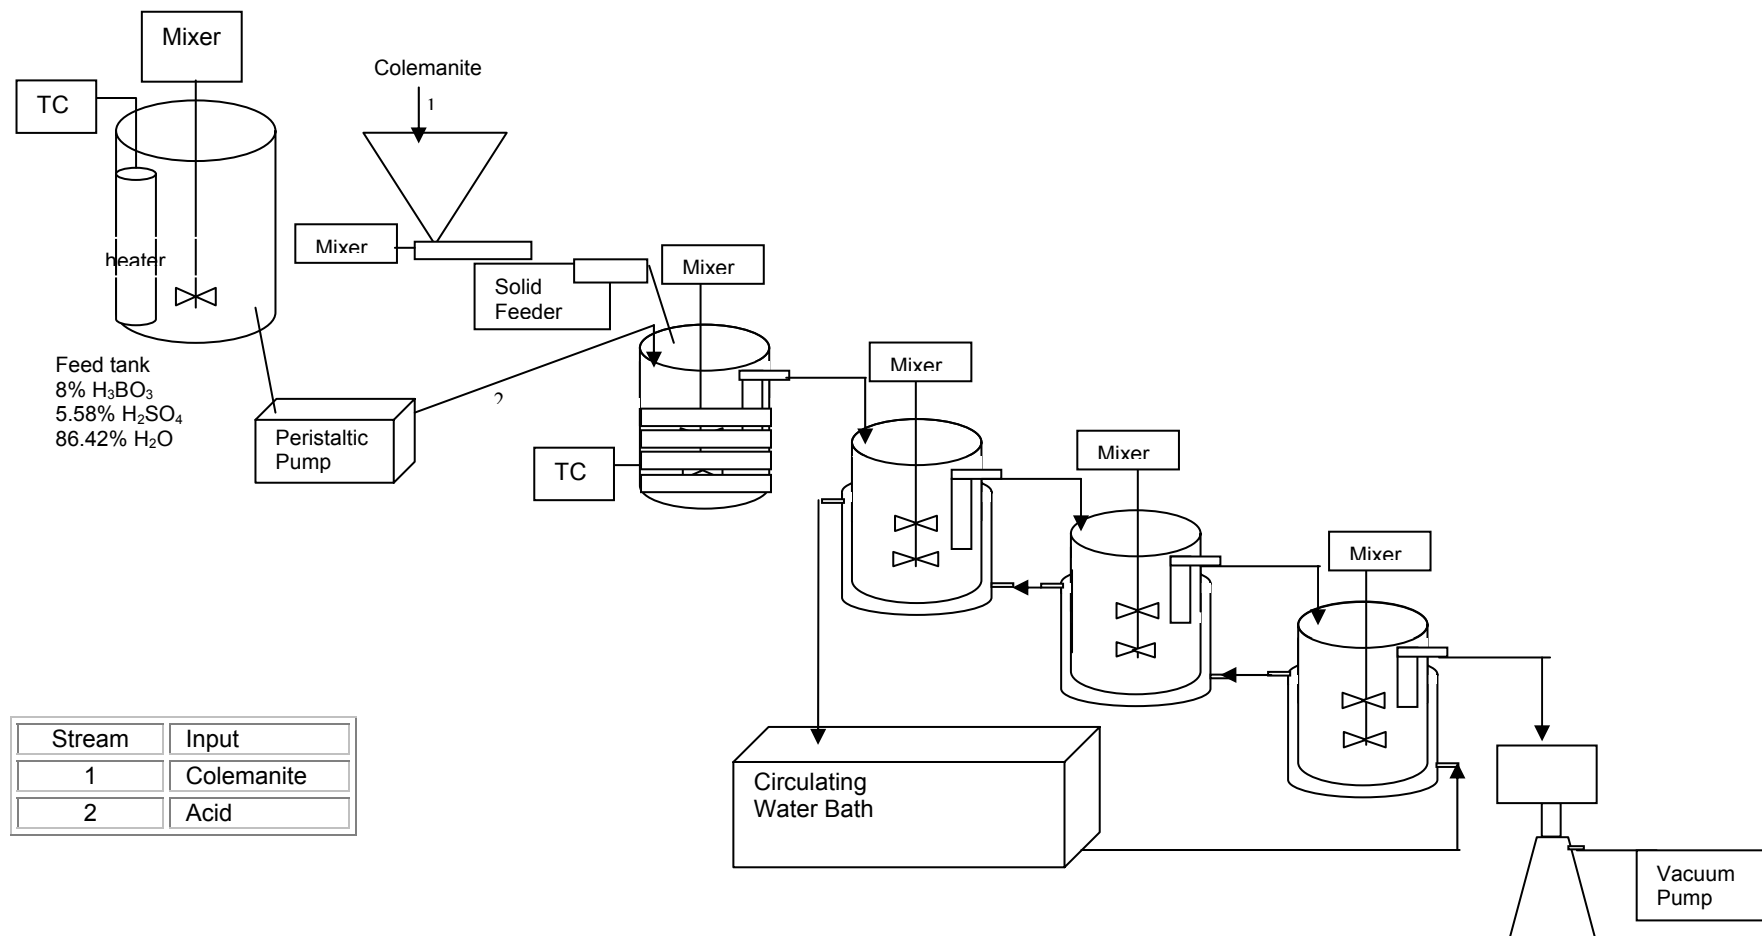 Mixer
TC
Colemanite
1
heater
Mixer
Solid
Feeder
Mixer
Feed tank
8% H₃BO₃
5.58% H₂SO₄
86.42% H₂O
2
Peristaltic
Pump
TC
Mixer
Mixer
Mixer
Stream Input
1 Colemanite
2 Acid
Circulating
Water Bath
Vacuum
Pump